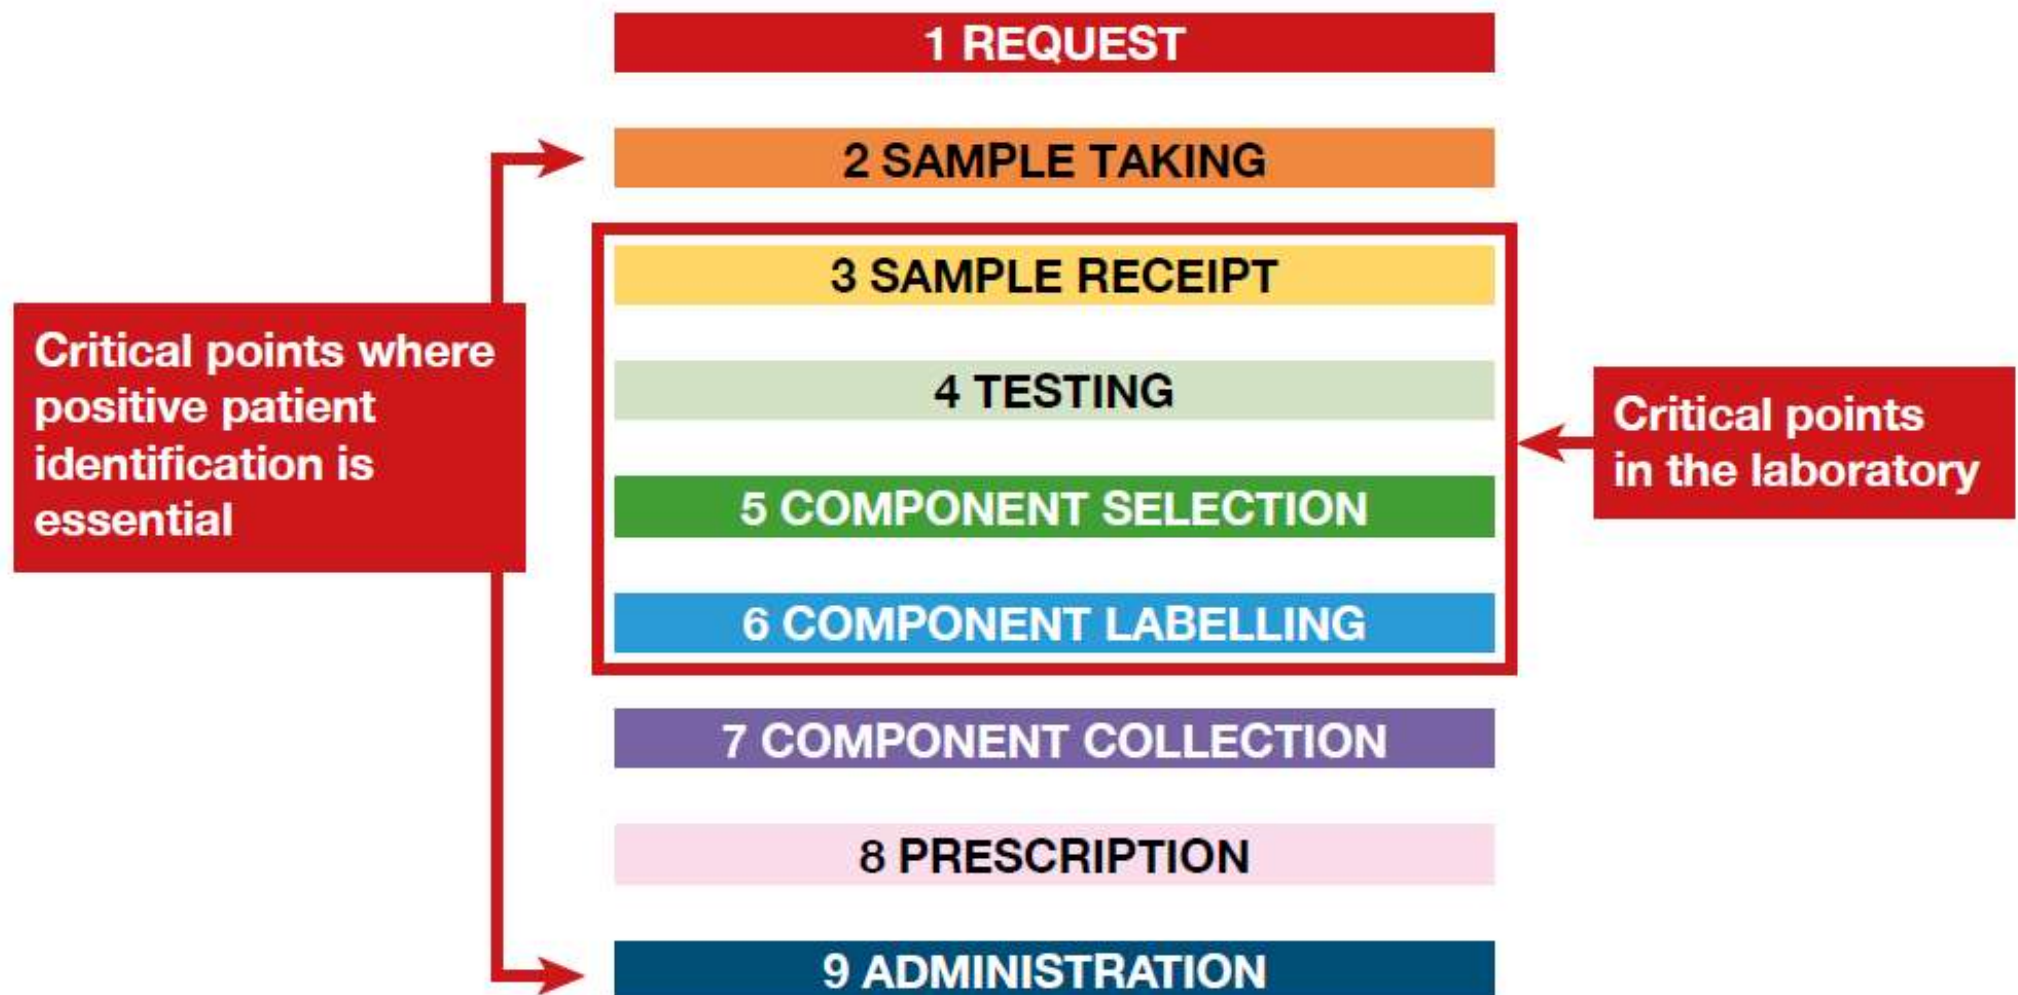 1 REQUEST
2 SAMPLE TAKING
3 SAMPLE RECEIPT
4 TESTING
5 COMPONENT SELECTION
6 COMPONENT LABELLING
7 COMPONENT COLLECTION
8 PRESCRIPTION
9 ADMINISTRATION
Critical points where
positive patient
identification is
essential
Critical points
in the laboratory